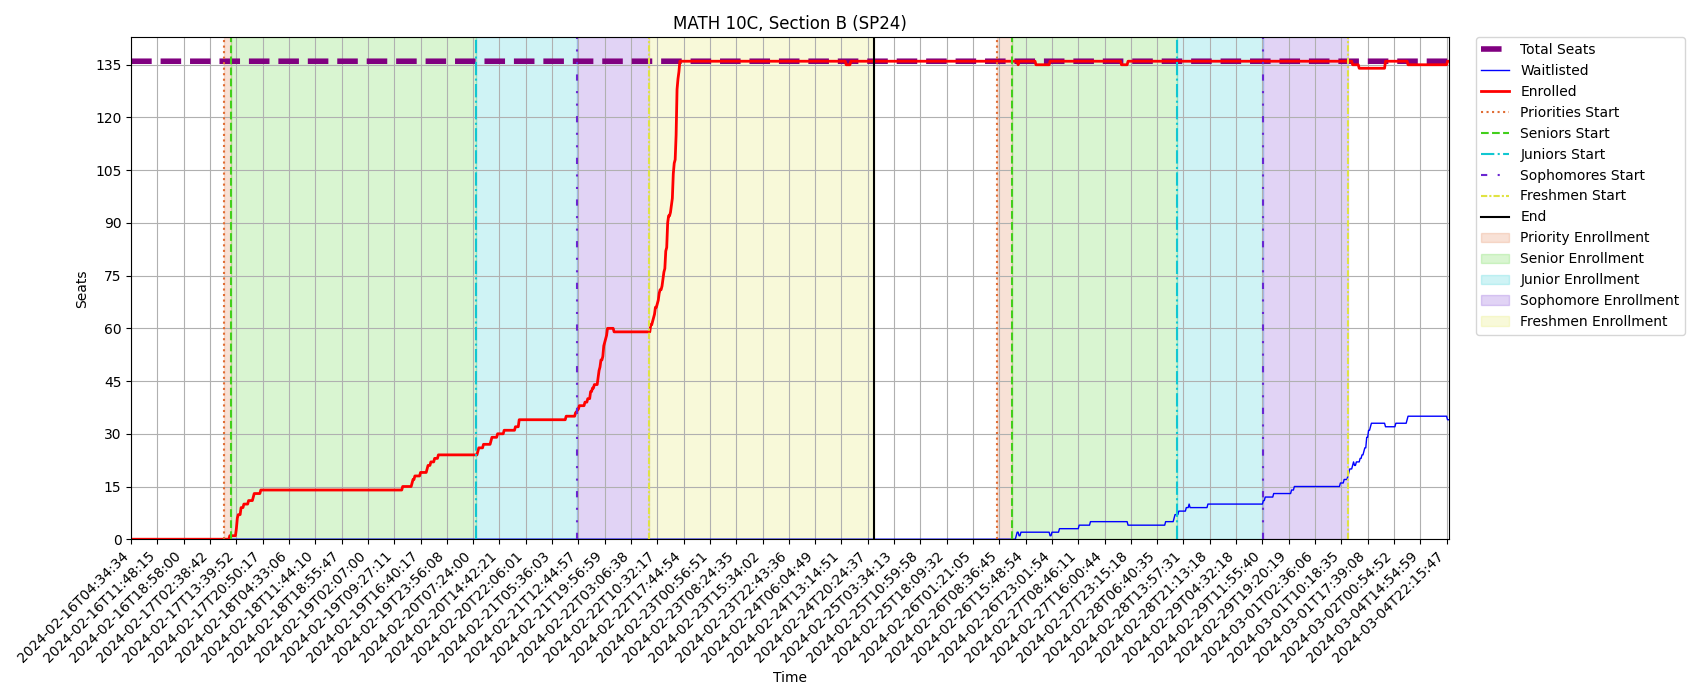 MATH 10C, Section B (SP24)
Seats
135
120
105
90
75
60
45
30
15
0
2024-02-16T04:34:34
2024-02-16T11:48:15
2024-02-16T18:58:00
2024-02-17T02:38:42
2024-02-17T13:39:52
2024-02-17T20:50:17
2024-02-18T04:33:06
2024-02-18T11:44:10
2024-02-18T18:55:47
2024-02-19T02:07:00
2024-02-19T09:27:11
2024-02-19T16:40:17
2024-02-19T23:56:08
2024-02-20T07:24:00
2024-02-20T14:42:21
2024-02-20T22:06:01
2024-02-21T05:36:03
2024-02-21T12:44:57
2024-02-21T19:56:59
2024-02-22T03:06:38
2024-02-22T10:32:17
2024-02-22T17:44:54
2024-02-23T00:56:51
2024-02-23T08:24:35
2024-02-23T15:34:02
2024-02-23T22:43:36
2024-02-24T06:04:49
2024-02-24T13:14:51
2024-02-24T20:24:37
2024-02-25T03:34:13
2024-02-25T10:59:58
2024-02-25T18:09:32
2024-02-26T01:21:05
2024-02-26T08:36:45
2024-02-26T15:48:54
2024-02-26T23:01:54
2024-02-27T08:46:11
2024-02-27T16:00:44
2024-02-27T23:15:18
2024-02-28T06:40:35
2024-02-28T13:57:31
2024-02-28T21:13:18
2024-02-29T04:32:18
2024-02-29T11:55:40
2024-02-29T19:20:19
2024-03-01T02:36:06
2024-03-01T10:18:35
2024-03-01T17:39:08
2024-03-02T00:54:52
2024-03-04T14:54:59
2024-03-04T22:15:47
Time
Total Seats
Waitlisted
Enrolled
Priorities Start
Seniors Start
Juniors Start
Sophomores Start
Freshmen Start
End
Priority Enrollment
Senior Enrollment
Junior Enrollment
Sophomore Enrollment
Freshmen Enrollment